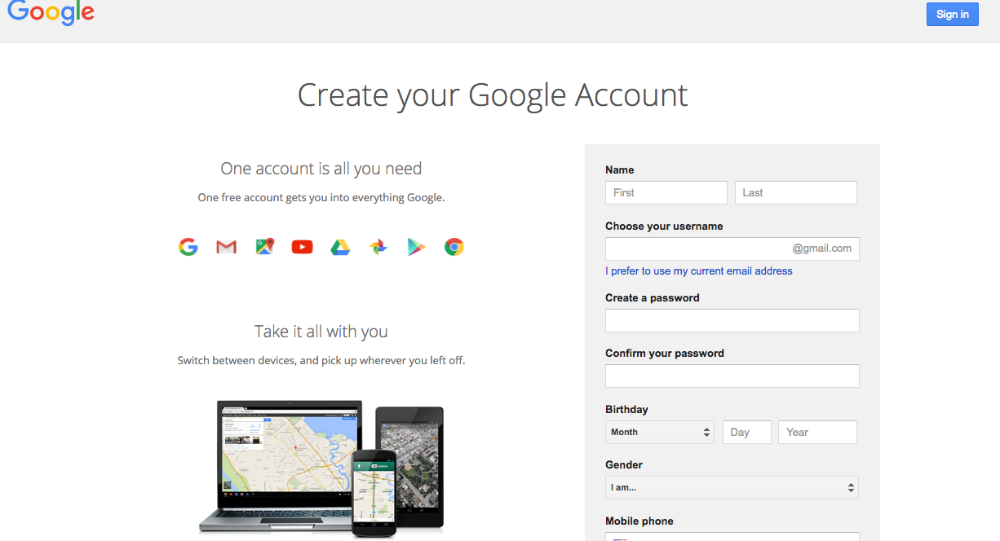 Google
Sign in
Create your Google Account
One account is all you need
One free account gets you into everything Google.
Take it all with you
Switch between devices, and pick up wherever you left off.
Name
First Last
Choose your username
@gmail.com
I prefer to use my current email address
Create a password
Confirm your password
Birthday
Month Day Year
Gender
I am...
Mobile phone